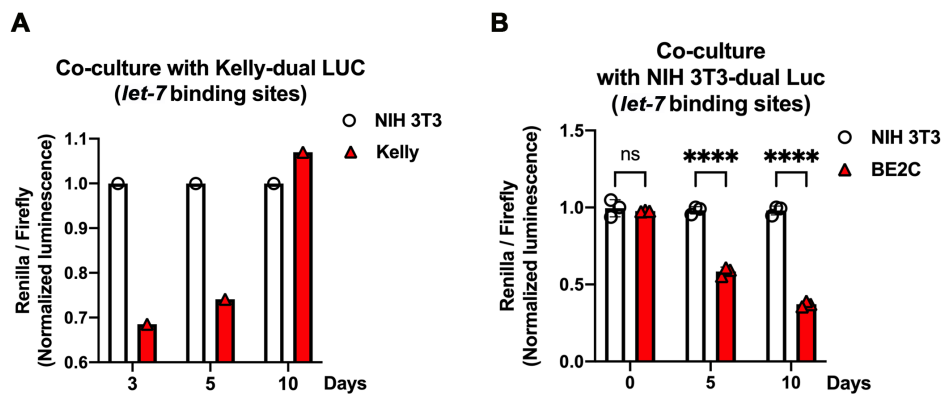 A
Co-culture with Kelly-dual LUC
(let-7 binding sites)
NIH 3T3
Kelly
Renilla / Firefly
(Normalized luminescence)
1.1
1.0
0.9
0.8
0.7
0.6
3 5 10 Days
B
Co-culture
with NIH 3T3-dual Luc
(let-7 binding sites)
NIH 3T3
BE2C
Renilla / Firefly
(Normalized luminescence)
1.5
1.0
0.5
0.0
ns **** ****
0 5 10 Days